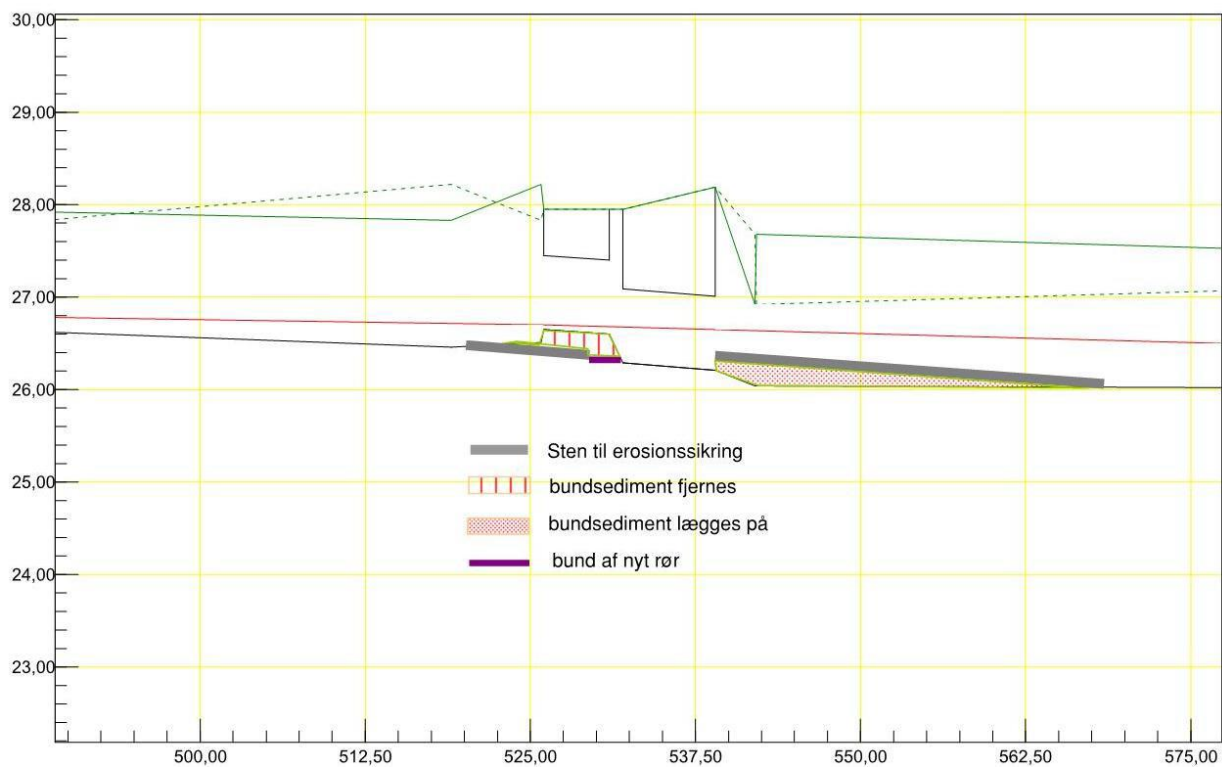 30,00
29,00
28,00
27,00
26,00
25,00
24,00
23,00
Sten til erosionssikring
bundsediment fjernes
bundsediment lægges på
bund af nyt rør
500,00 512,50 525,00 537,50 550,00 562,50 575,00